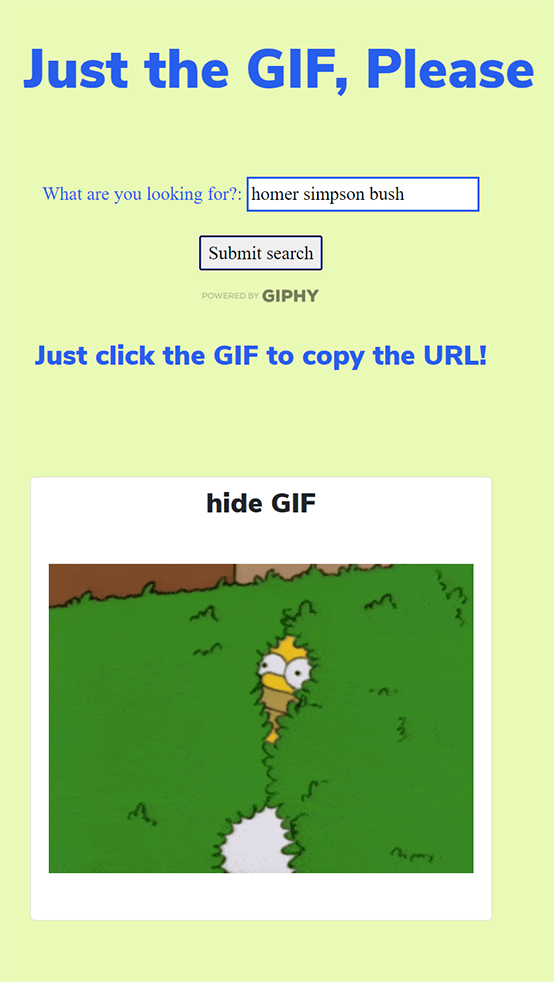 Just the GIF, Please
What are you looking for?: homer simpson bush
Submit search
POWERED BY GIPHY
Just click the GIF to copy the URL!
hide GIF